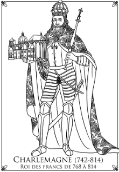 CHARLEMAGNE (742-814)
ROI DES FRANCS DE 768 À 814